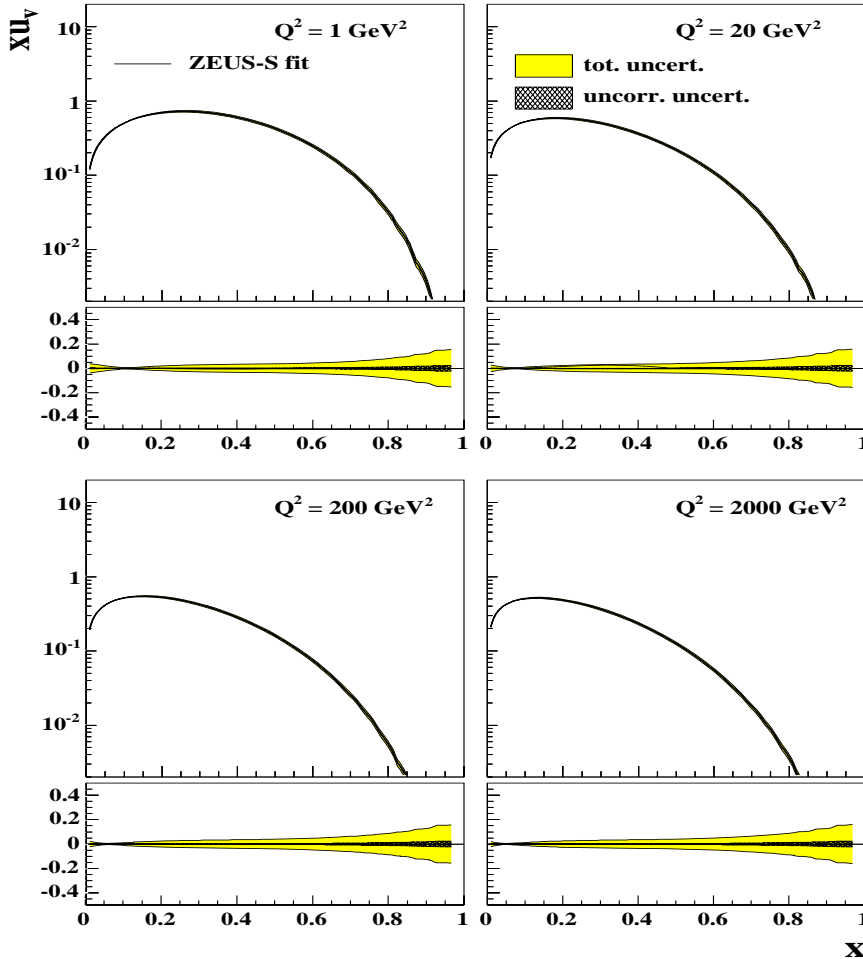 xu_v
Q² = 1 GeV²
Q² = 20 GeV²
ZEUS-S fit
tot. uncert.
uncorr. uncert.
10
1
10⁻¹
10⁻²
0.4
0.2
0
-0.2
-0.4
0 0.2 0.4 0.6 0.8 1
0 0.2 0.4 0.6 0.8 1
Q² = 200 GeV²
Q² = 2000 GeV²
10
1
10⁻¹
10⁻²
0.4
0.2
0
-0.2
-0.4
0 0.2 0.4 0.6 0.8 1
0 0.2 0.4 0.6 0.8 1
x